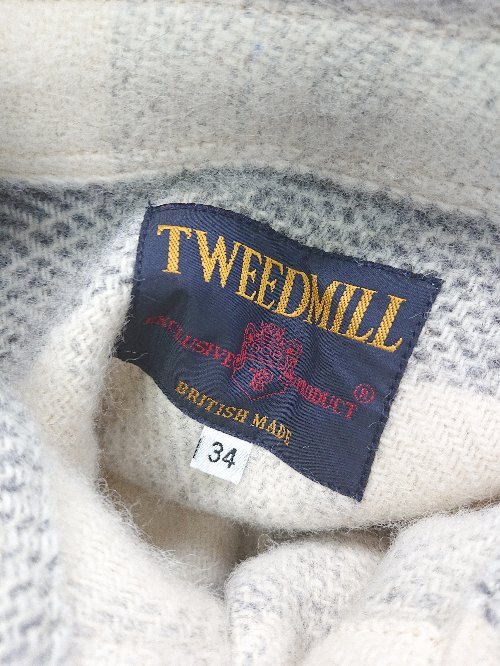 TWEEDMILL
EXCLUSIVE PRODUCT ®
BRITISH MADE
34